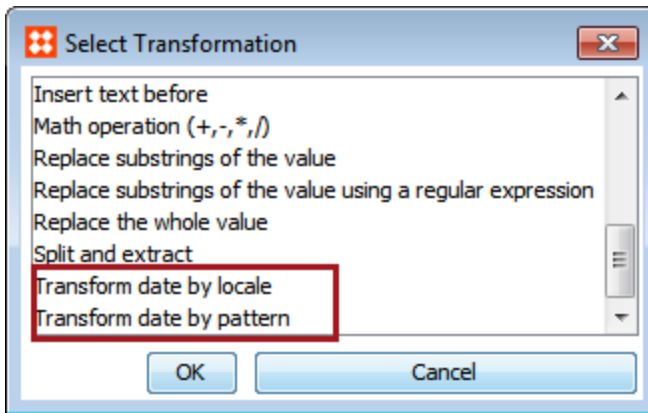 Select Transformation
Insert text before
Math operation (+,-,*,/)
Replace substrings of the value
Replace substrings of the value using a regular expression
Replace the whole value
Split and extract
Transform date by locale
Transform date by pattern
OK Cancel